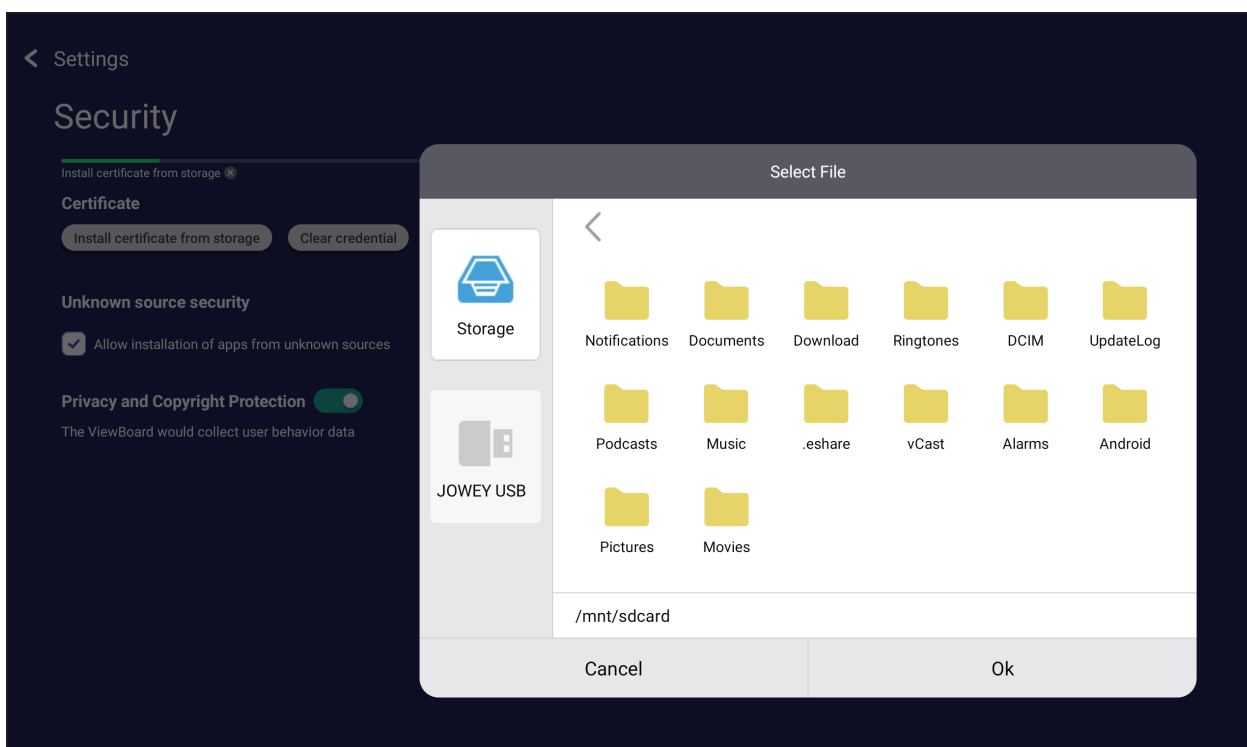 Settings
Security
Install certificate from storage
Certificate
Install certificate from storage
Clear credential
Unknown source security
Allow installation of apps from unknown sources
Privacy and Copyright Protection
The ViewBoard would collect user behavior data
Select File
Storage
JOWEY USB
Notifications Documents Download Ringtones DCIM UpdateLog
Podcasts Music .eshare vCast Alarms Android
Pictures Movies
/mnt/sdcard
Cancel
Ok